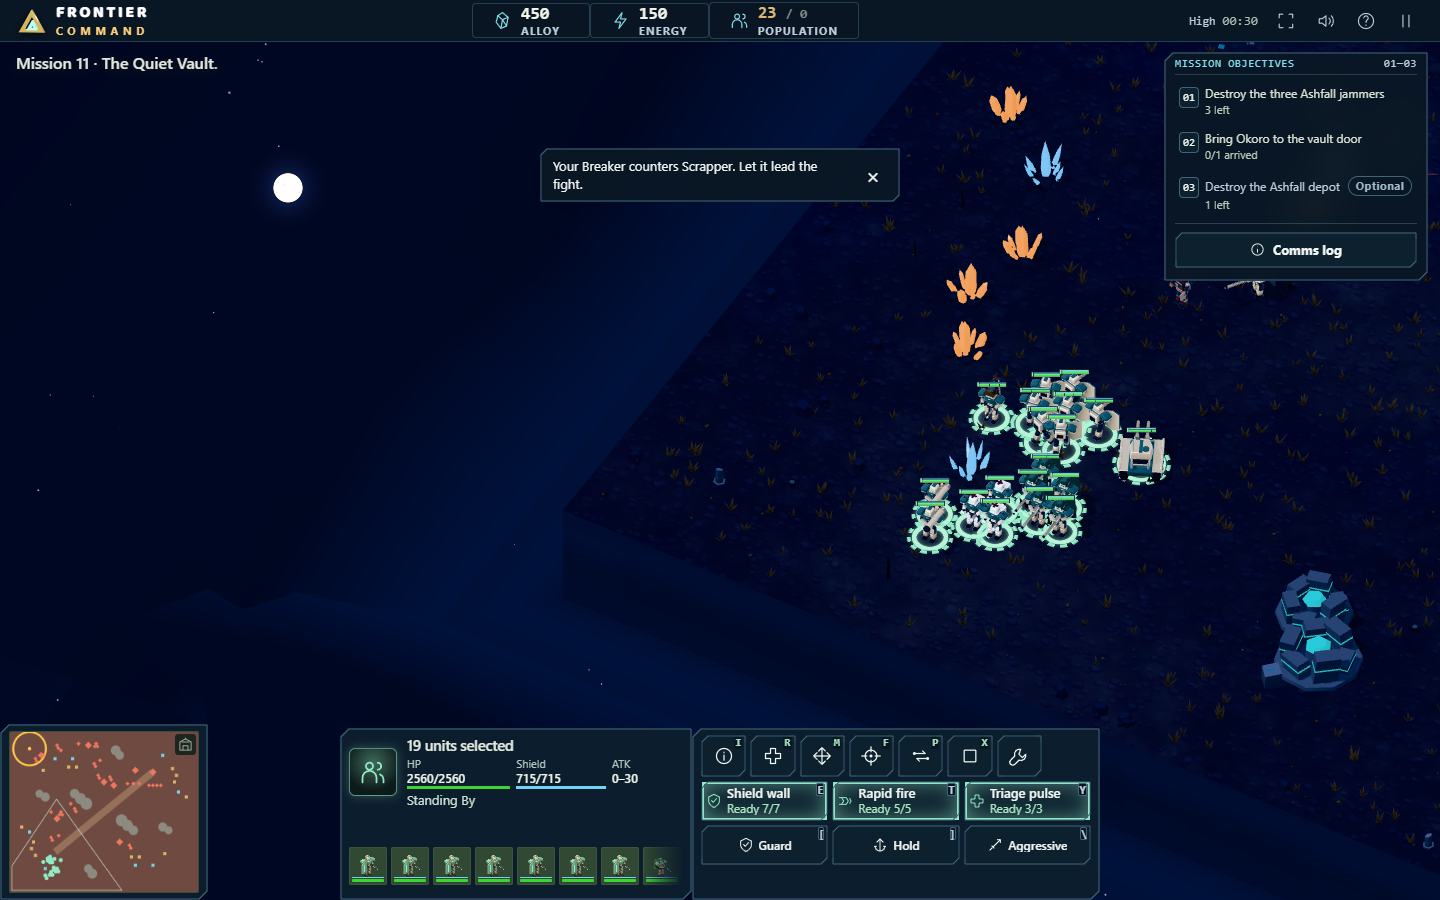 FRONTIER
COMMAND
450
ALLOY
150
ENERGY
23 / 0
POPULATION
High 00:30
Mission 11 · The Quiet Vault.
MISSION OBJECTIVES 01—03
01 Destroy the three Ashfall jammers
3 left
02 Bring Okoro to the vault door
0/1 arrived
03 Destroy the Ashfall depot Optional
1 left
Comms log
Your Breaker counters Scrapper. Let it lead the
fight.
19 units selected
HP Shield ATK
2560/2560 715/715 0–30
Standing By
I R M F P X
Shield wall E
Ready 7/7
Rapid fire T
Ready 5/5
Triage pulse Y
Ready 3/3
Guard [
Hold ]
Aggressive \